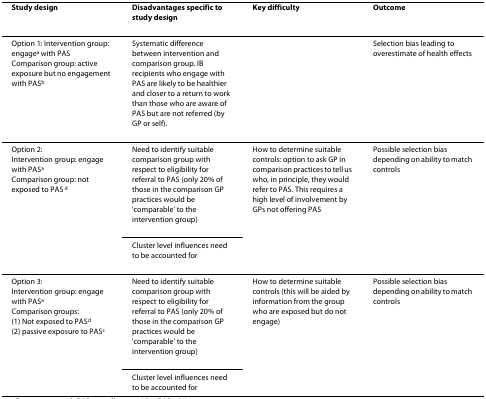 Study design
Disadvantages specific to
study design
Key difficulty
Outcome
Option 1: Intervention group:
engageᵃ with PAS
Comparison group: active
exposure but no engagement
with PASᵇ
Systematic difference
between intervention and
comparison group. IB
recipients who engage with
PAS are likely to be healthier
and closer to a return to work
than those who are aware of
PAS but are not referred (by
GP or self).
Selection bias leading to
overestimate of health effects
Option 2:
Intervention group: engage
with PASᵃ
Comparison group: not
exposed to PAS ᵈ
Need to identify suitable
comparison group with
respect to eligibility for
referral to PAS (only 20% of
those in the comparison GP
practices would be
'comparable' to the
intervention group)
How to determine suitable
controls: option to ask GP in
comparison practices to tell us
who, in principle, they would
refer to PAS. This requires a
high level of involvement by
GPs not offering PAS
Possible selection bias
depending on ability to match
controls
Cluster level influences need
to be accounted for
Option 3:
Intervention group: engage
with PASᵃ
Comparison groups:
(1) Not exposed to PASᵈ
(2) passive exposure to PASᶜ
Need to identify suitable
comparison group with
respect to eligibility for
referral to PAS (only 20% of
those in the comparison GP
practices would be
'comparable' to the
intervention group)
How to determine suitable
controls (this will be aided by
information from the group
who are exposed but do not
engage)
Possible selection bias
depending on ability to match
controls
Cluster level influences need
to be accounted for